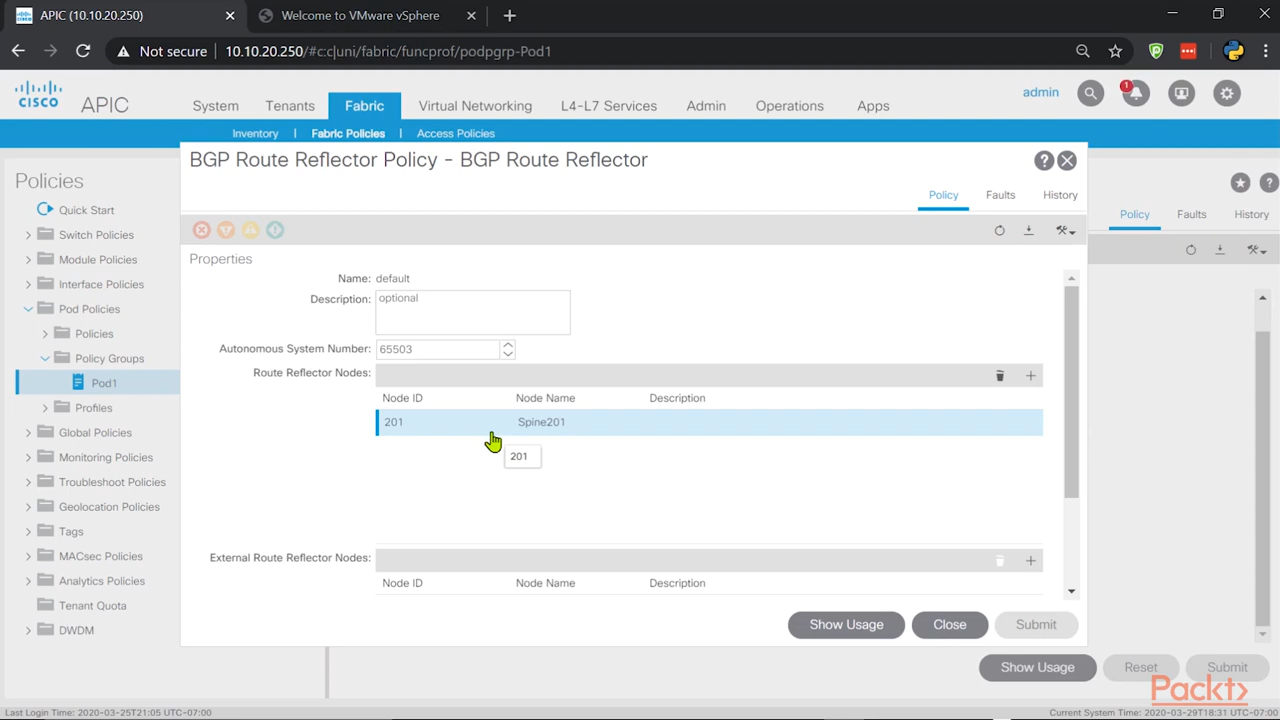 APIC (10.10.20.250)
Welcome to VMware vSphere
Not secure
10.10.20.250/#c:c|uni/fabric/funcprof/podpgrp-Pod1
CISCO
APIC
System
Tenants
Fabric
Virtual Networking
L4-L7 Services
Admin
Operations
Apps
admin
1
Inventory
Fabric Policies
Access Policies
Policies
Quick Start
Switch Policies
Module Policies
Interface Policies
Pod Policies
Policies
Policy Groups
Pod1
Profiles
Global Policies
Monitoring Policies
Troubleshoot Policies
Geolocation Policies
Tags
MACsec Policies
Analytics Policies
Tenant Quota
DWDM
BGP Route Reflector Policy - BGP Route Reflector
Policy
Faults
History
Properties
Name: default
Description: optional
Autonomous System Number: 65503
Route Reflector Nodes:
Node ID Node Name Description
201 Spine201
201
External Route Reflector Nodes:
Node ID Node Name Description
Show Usage
Close
Submit
Policy
Faults
History
Show Usage
Reset
Submit
Packt>
Last Login Time: 2020-03-25T21:05 UTC-07:00
Current System Time: 2020-03-29T18:31 UTC-07:00